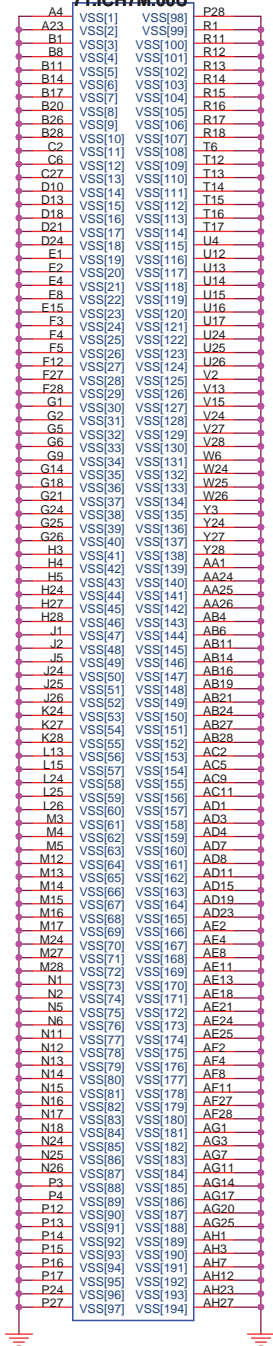 71.ICH7M.00U
A4 VSS[1] VSS[98] P28
A23 VSS[2] VSS[99] R1
B1 VSS[3] VSS[100] R11
B8 VSS[4] VSS[101] R12
B11 VSS[5] VSS[102] R13
B14 VSS[6] VSS[103] R14
B17 VSS[7] VSS[104] R15
B20 VSS[8] VSS[105] R16
B26 VSS[9] VSS[106] R17
B28 VSS[10] VSS[107] R18
C2 VSS[11] VSS[108] T6
C6 VSS[12] VSS[109] T12
C27 VSS[13] VSS[110] T13
D10 VSS[14] VSS[111] T14
D13 VSS[15] VSS[112] T15
D18 VSS[16] VSS[113] T16
D21 VSS[17] VSS[114] T17
D24 VSS[18] VSS[115] U4
E1 VSS[19] VSS[116] U12
E2 VSS[20] VSS[117] U13
E4 VSS[21] VSS[118] U14
E8 VSS[22] VSS[119] U15
E15 VSS[23] VSS[120] U16
F3 VSS[24] VSS[121] U17
F4 VSS[25] VSS[122] U24
F5 VSS[26] VSS[123] U25
F12 VSS[27] VSS[124] U26
F27 VSS[28] VSS[125] V2
F28 VSS[29] VSS[126] V13
G1 VSS[30] VSS[127] V15
G2 VSS[31] VSS[128] V24
G5 VSS[32] VSS[129] V27
G6 VSS[33] VSS[130] V28
G9 VSS[34] VSS[131] W6
G14 VSS[35] VSS[132] W24
G18 VSS[36] VSS[133] W25
G21 VSS[37] VSS[134] W26
G24 VSS[38] VSS[135] Y3
G25 VSS[39] VSS[136] Y24
G26 VSS[40] VSS[137] Y27
H3 VSS[41] VSS[138] Y28
H4 VSS[42] VSS[139] AA1
H5 VSS[43] VSS[140] AA24
H24 VSS[44] VSS[141] AA25
H27 VSS[45] VSS[142] AA26
H28 VSS[46] VSS[143] AB4
J1 VSS[47] VSS[144] AB6
J2 VSS[48] VSS[145] AB11
J5 VSS[49] VSS[146] AB14
J24 VSS[50] VSS[147] AB16
J25 VSS[51] VSS[148] AB19
J26 VSS[52] VSS[149] AB21
K24 VSS[53] VSS[150] AB24
K27 VSS[54] VSS[151] AB27
K28 VSS[55] VSS[152] AB28
L13 VSS[56] VSS[153] AC2
L15 VSS[57] VSS[154] AC5
L24 VSS[58] VSS[155] AC9
L25 VSS[59] VSS[156] AC11
L26 VSS[60] VSS[157] AD1
M3 VSS[61] VSS[158] AD3
M4 VSS[62] VSS[159] AD4
M5 VSS[63] VSS[160] AD7
M12 VSS[64] VSS[161] AD8
M13 VSS[65] VSS[162] AD11
M14 VSS[66] VSS[163] AD15
M15 VSS[67] VSS[164] AD19
M16 VSS[68] VSS[165] AD23
M17 VSS[69] VSS[166] AE2
M24 VSS[70] VSS[167] AE4
M27 VSS[71] VSS[168] AE8
M28 VSS[72] VSS[169] AE11
N1 VSS[73] VSS[170] AE13
N2 VSS[74] VSS[171] AE18
N5 VSS[75] VSS[172] AE21
N6 VSS[76] VSS[173] AE24
N11 VSS[77] VSS[174] AE25
N12 VSS[78] VSS[175] AF2
N13 VSS[79] VSS[176] AF4
N14 VSS[80] VSS[177] AF8
N15 VSS[81] VSS[178] AF11
N16 VSS[82] VSS[179] AF27
N17 VSS[83] VSS[180] AF28
N18 VSS[84] VSS[181] AG1
N24 VSS[85] VSS[182] AG3
N25 VSS[86] VSS[183] AG7
N26 VSS[87] VSS[184] AG11
P3 VSS[88] VSS[185] AG14
P4 VSS[89] VSS[186] AG17
P12 VSS[90] VSS[187] AG20
P13 VSS[91] VSS[188] AG25
P14 VSS[92] VSS[189] AH1
P15 VSS[93] VSS[190] AH3
P16 VSS[94] VSS[191] AH7
P17 VSS[95] VSS[192] AH12
P24 VSS[96] VSS[193] AH23
P27 VSS[97] VSS[194] AH27